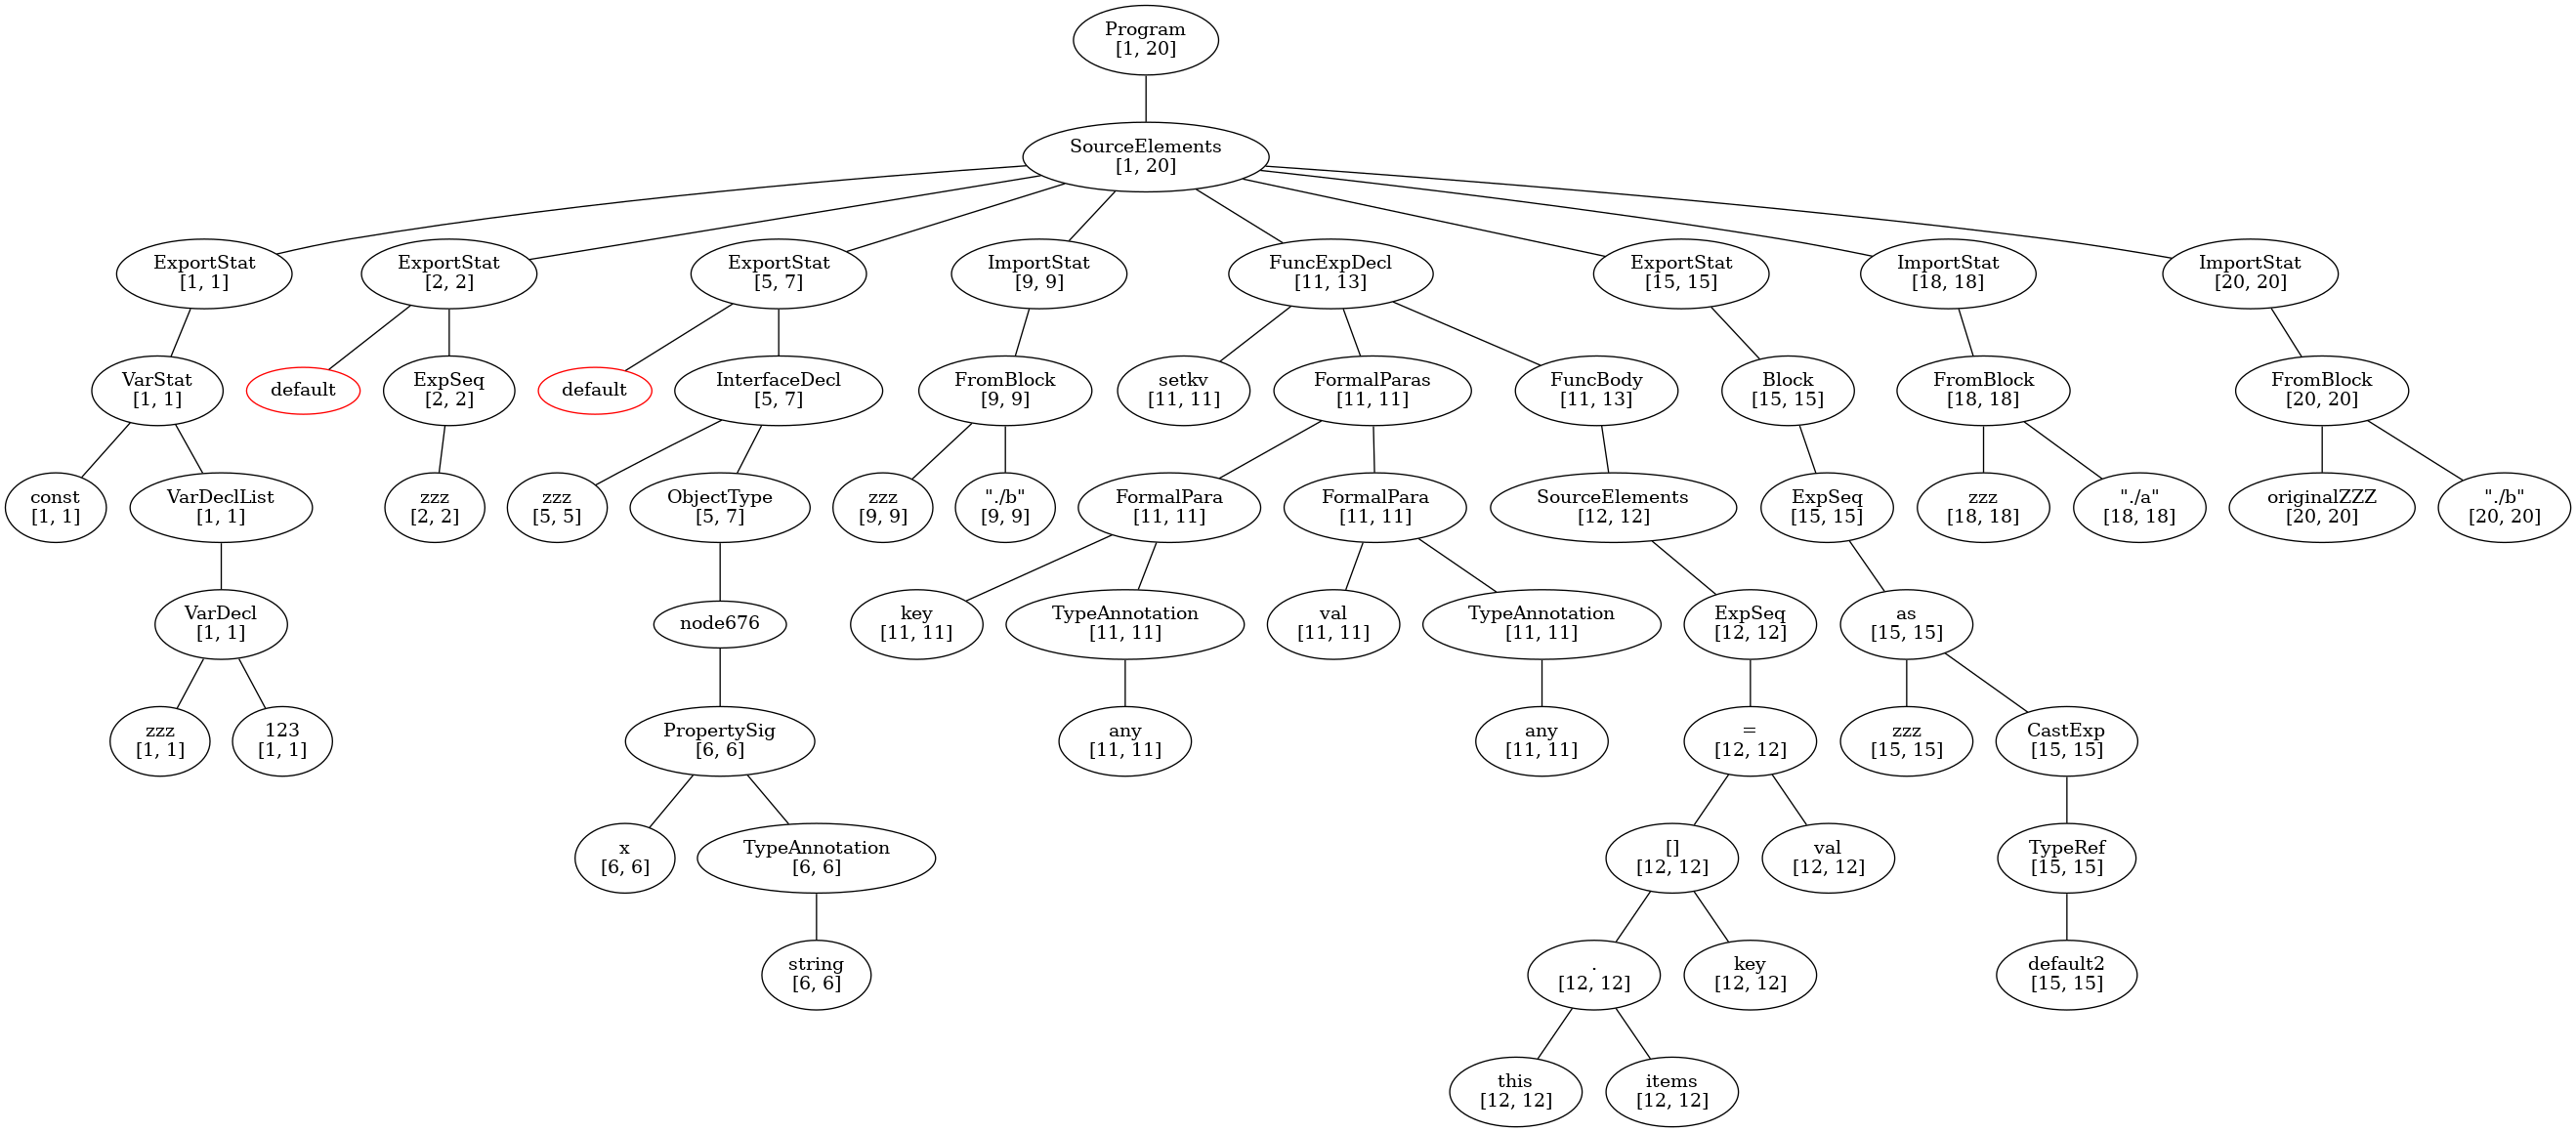 Program
[1, 20]
SourceElements
[1, 20]
ExportStat
[1, 1]
ExportStat
[2, 2]
ExportStat
[5, 7]
ImportStat
[9, 9]
FuncExpDecl
[11, 13]
ExportStat
[15, 15]
ImportStat
[18, 18]
ImportStat
[20, 20]
VarStat
[1, 1]
default
ExpSeq
[2, 2]
default
InterfaceDecl
[5, 7]
FromBlock
[9, 9]
setkv
[11, 11]
FormalParas
[11, 11]
FuncBody
[11, 13]
Block
[15, 15]
FromBlock
[18, 18]
FromBlock
[20, 20]
const
[1, 1]
VarDeclList
[1, 1]
zzz
[2, 2]
zzz
[5, 5]
ObjectType
[5, 7]
zzz
[9, 9]
"./b"
[9, 9]
FormalPara
[11, 11]
FormalPara
[11, 11]
SourceElements
[12, 12]
ExpSeq
[15, 15]
zzz
[18, 18]
"./a"
[18, 18]
originalZZZ
[20, 20]
"./b"
[20, 20]
VarDecl
[1, 1]
node676
key
[11, 11]
TypeAnnotation
[11, 11]
val
[11, 11]
TypeAnnotation
[11, 11]
ExpSeq
[12, 12]
as
[15, 15]
zzz
[1, 1]
123
[1, 1]
PropertySig
[6, 6]
any
[11, 11]
any
[11, 11]
=
[12, 12]
zzz
[15, 15]
CastExp
[15, 15]
x
[6, 6]
TypeAnnotation
[6, 6]
[]
[12, 12]
val
[12, 12]
TypeRef
[15, 15]
string
[6, 6]
.
[12, 12]
key
[12, 12]
default2
[15, 15]
this
[12, 12]
items
[12, 12]